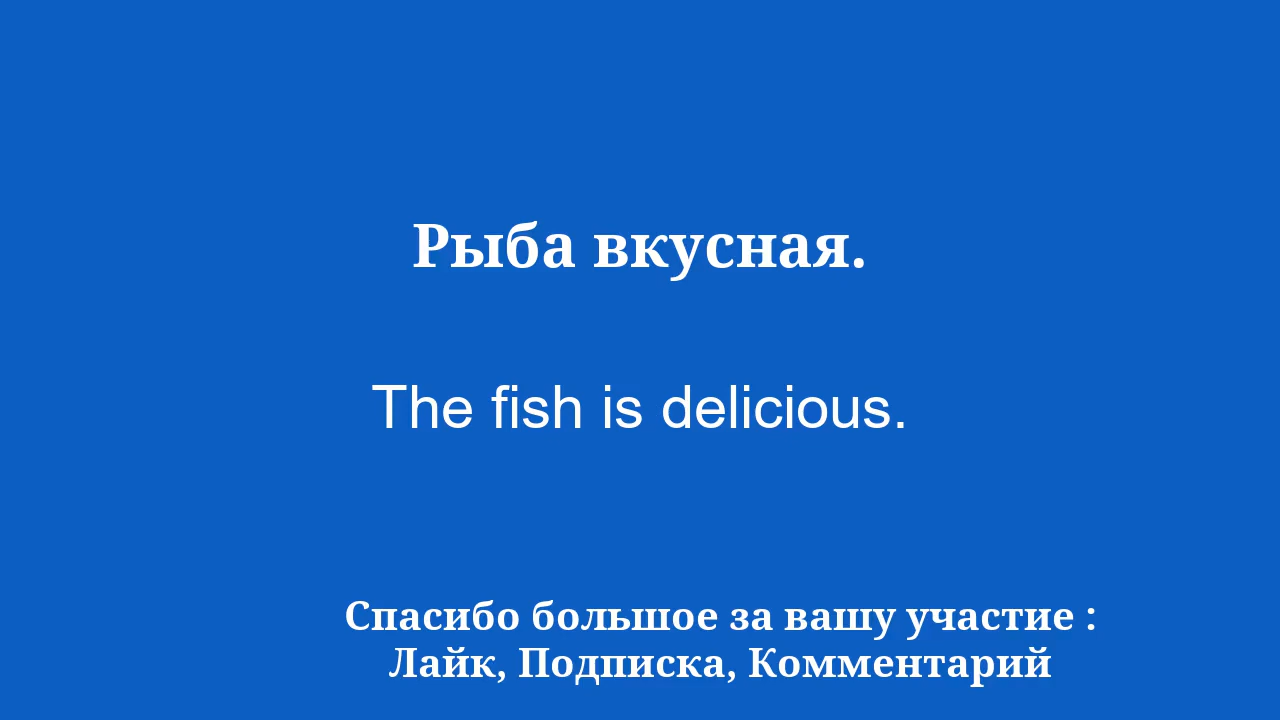 Рыба вкусная.
The fish is delicious.
Спасибо большое за вашу участие :
Лайк, Подписка, Комментарий